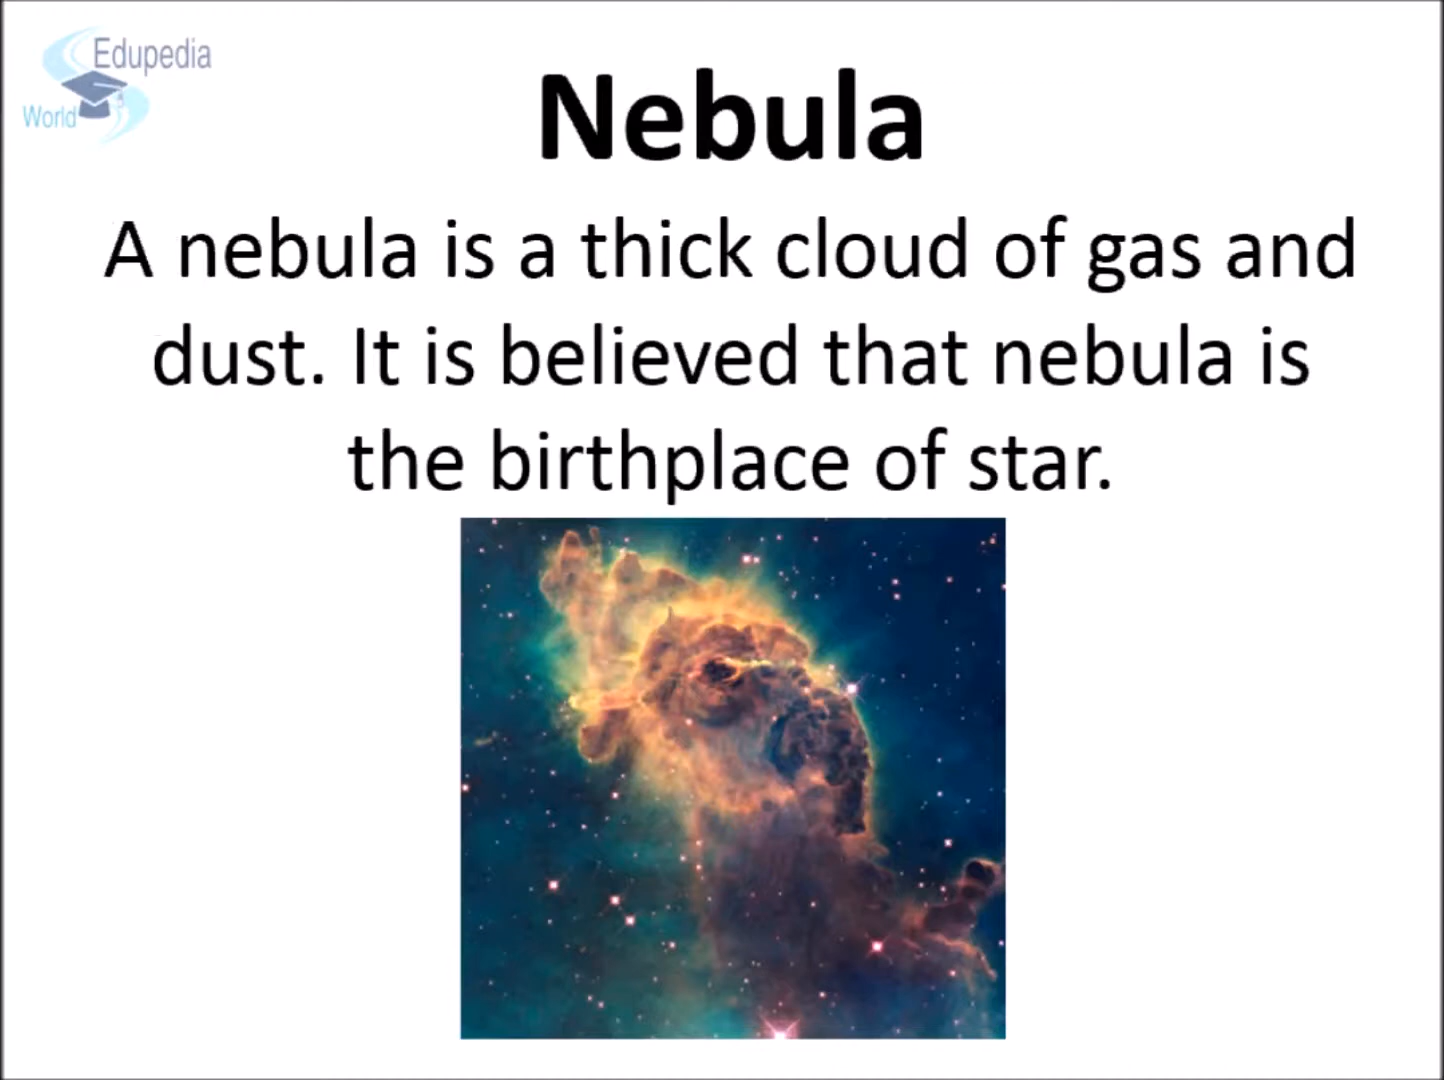 Edupedia
World
Nebula
A nebula is a thick cloud of gas and
dust. It is believed that nebula is
the birthplace of star.